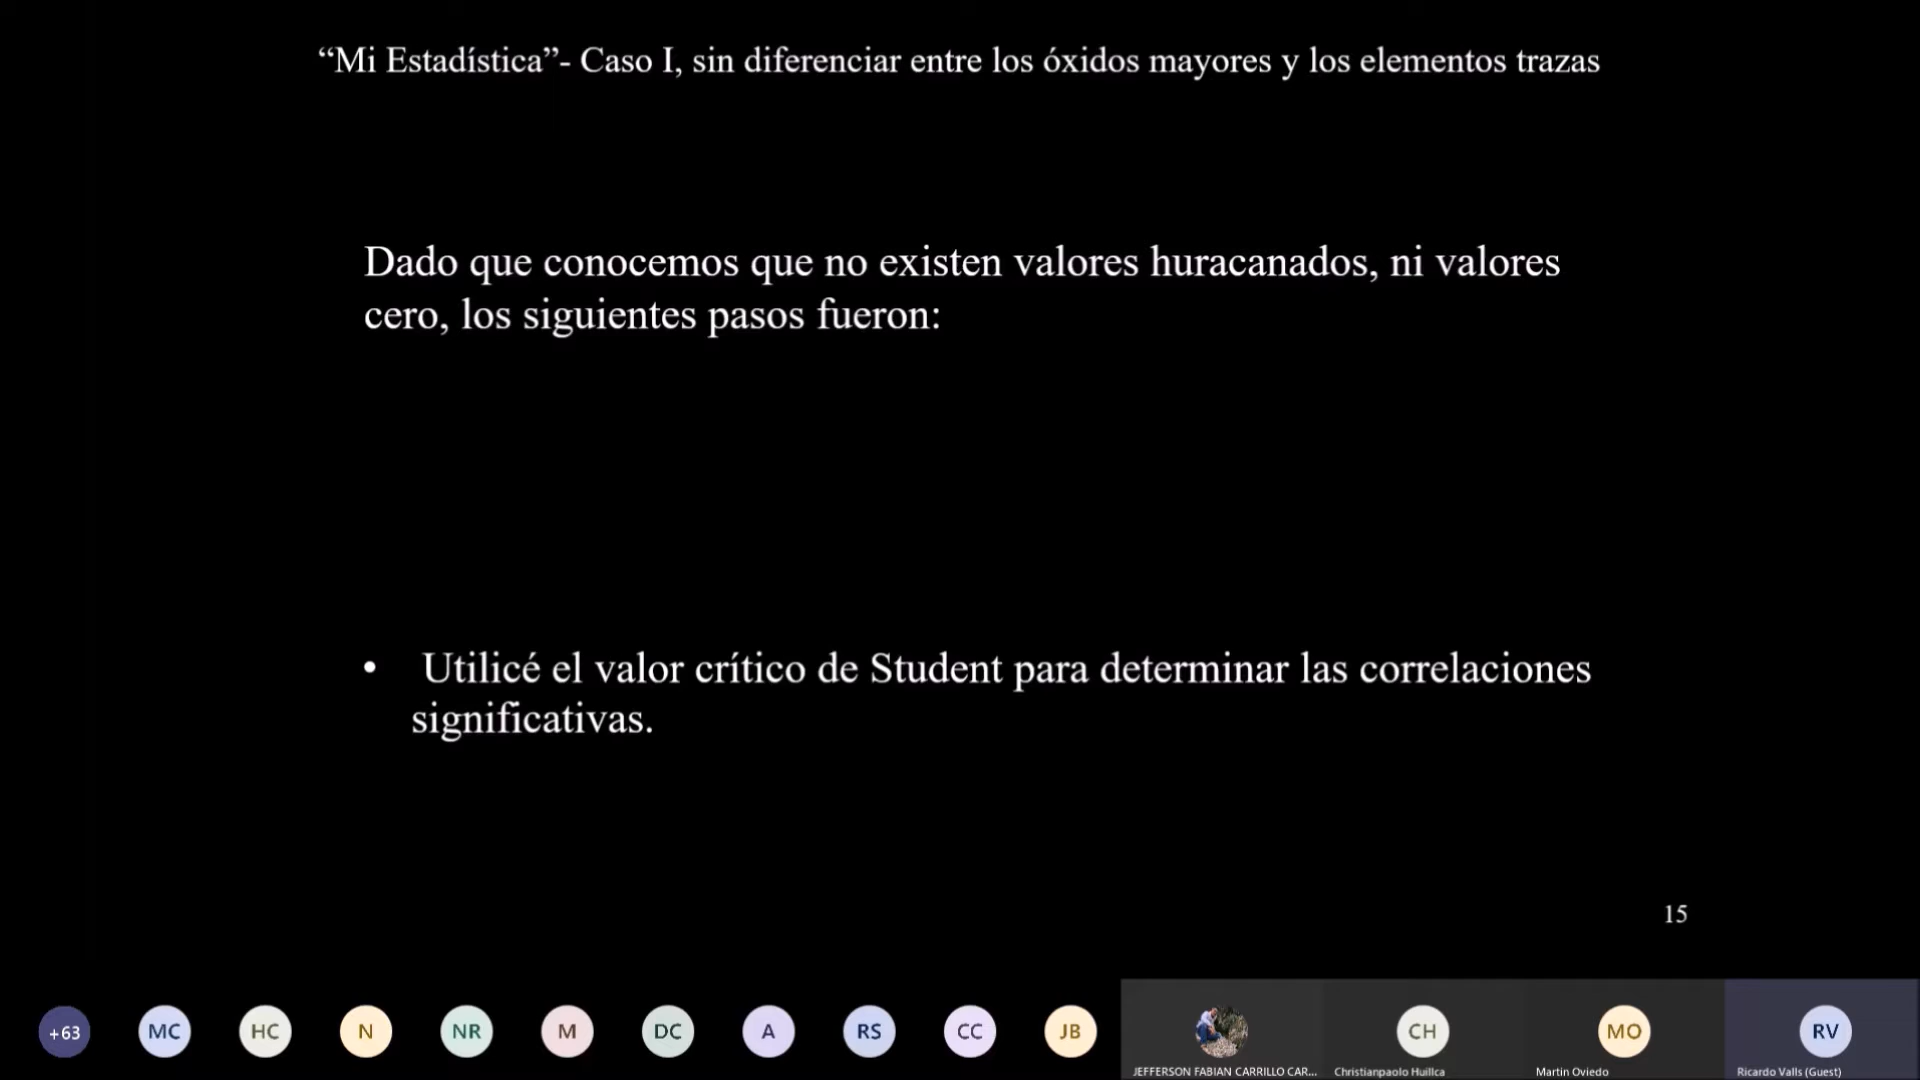 “Mi Estadística”- Caso I, sin diferenciar entre los óxidos mayores y los elementos trazas
Dado que conocemos que no existen valores huracanados, ni valores
cero, los siguientes pasos fueron:
• Utilicé el valor crítico de Student para determinar las correlaciones
significativas.
15
+63 MC HC N NR M DC A RS CC JB CH MO RV
JEFFERSON FABIAN CARRILLO CAR... Christianpaolo Huillca Martin Oviedo Ricardo Valls (Guest)